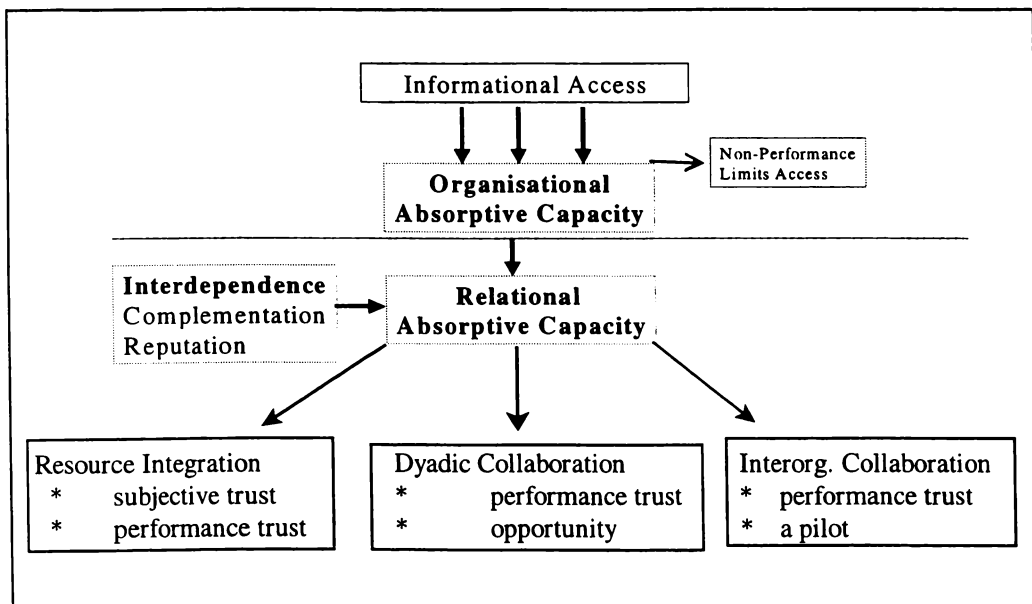 Informational Access
Non-Performance
Limits Access
Organisational
Absorptive Capacity
Interdependence
Complementation
Reputation
Relational
Absorptive Capacity
Resource Integration
* subjective trust
* performance trust
Dyadic Collaboration
* performance trust
* opportunity
Interorg. Collaboration
* performance trust
* a pilot